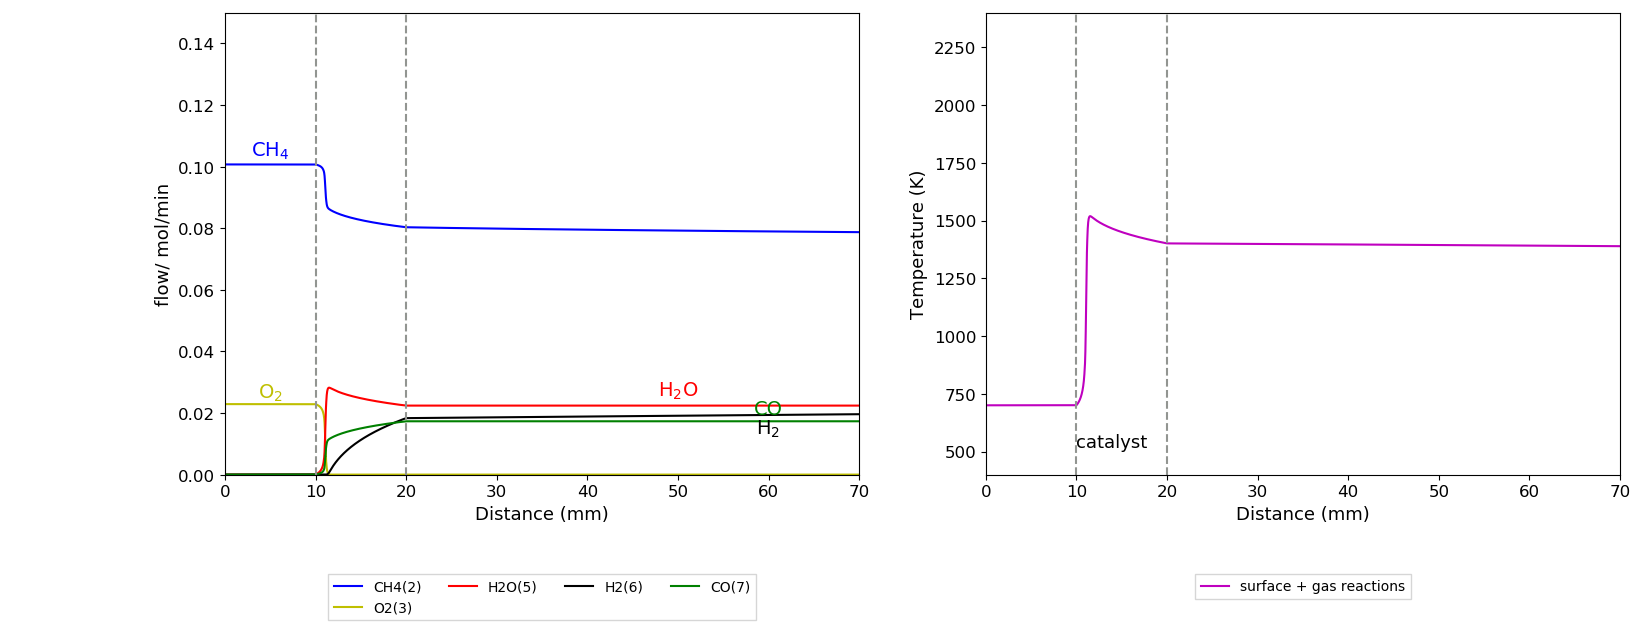 0.14
0.12
0.10
0.08
0.06
0.04
0.02
0.00
flow/ mol/min
CH4
O2
H2O
CO
H2
0 10 20 30 40 50 60 70
Distance (mm)
CH4(2) H2O(5) H2(6) CO(7)
O2(3)
2250
2000
1750
1500
1250
1000
750
500
Temperature (K)
catalyst
0 10 20 30 40 50 60 70
Distance (mm)
surface + gas reactions